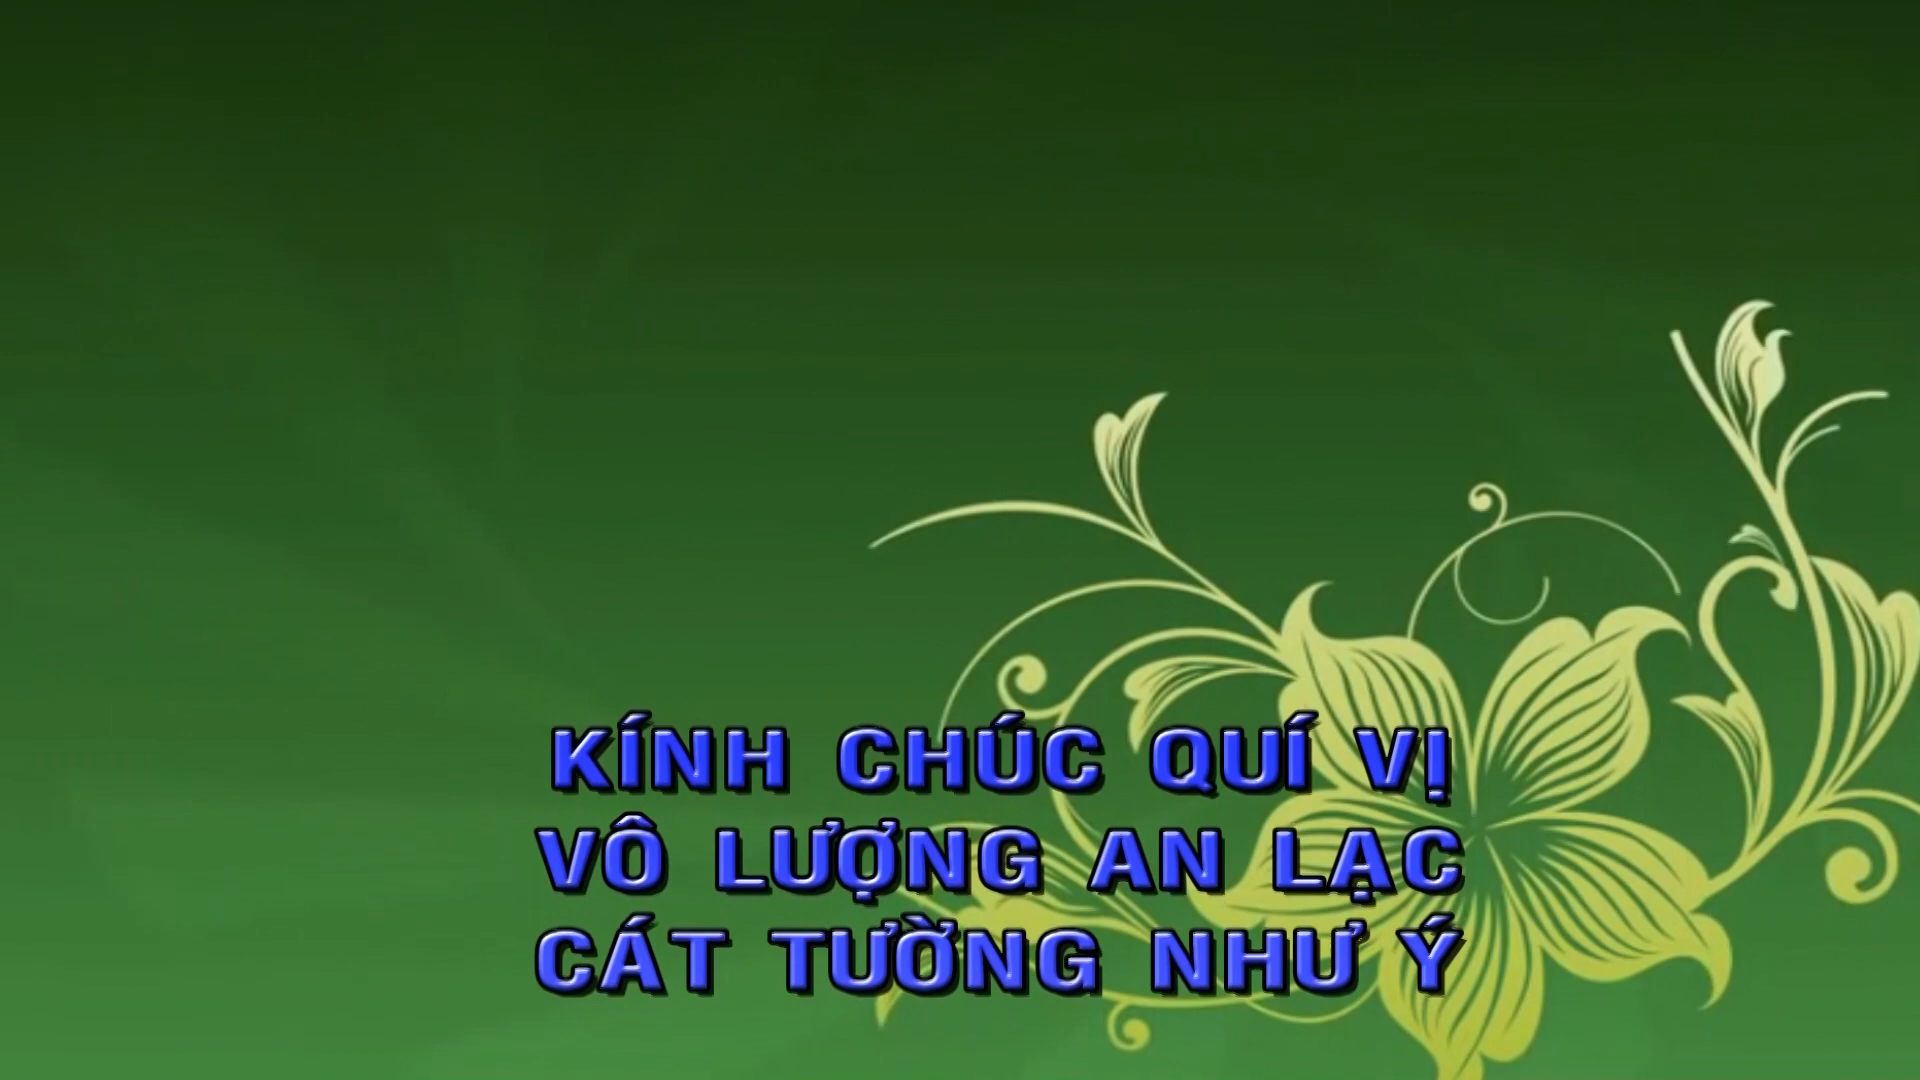 KÍNH CHÚC QUÍ VỊ
VÔ LƯỢNG AN LẠC
CÁT TƯỜNG NHƯ Ý